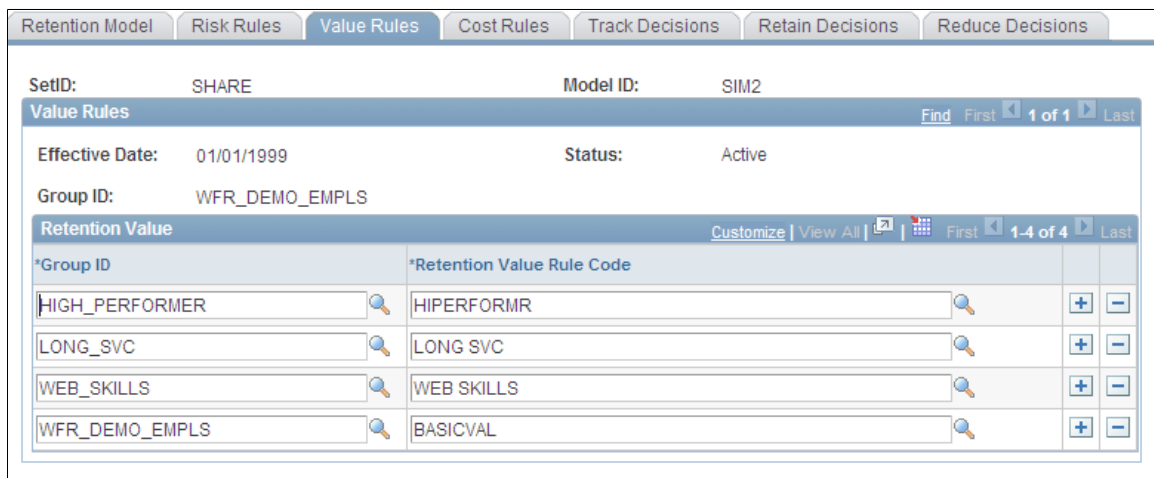 Retention Model Risk Rules Value Rules Cost Rules Track Decisions Retain Decisions Reduce Decisions
SetID: SHARE Model ID: SIM2
Value Rules Find First 1 of 1 Last
Effective Date: 01/01/1999 Status: Active
Group ID: WFR_DEMO_EMPLS
Retention Value Customize | View All | | First 1-4 of 4 Last
*Group ID *Retention Value Rule Code
HIGH_PERFORMER HIPERFORMR
LONG_SVC LONG SVC
WEB_SKILLS WEB SKILLS
WFR_DEMO_EMPLS BASICVAL